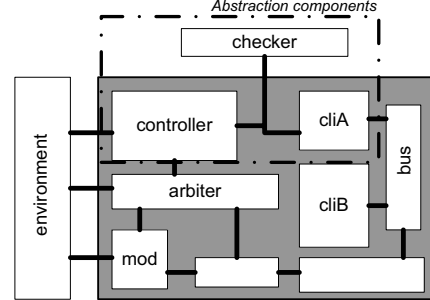 Abstraction components
checker
controller
cliA
environment
bus
arbiter
cliB
mod